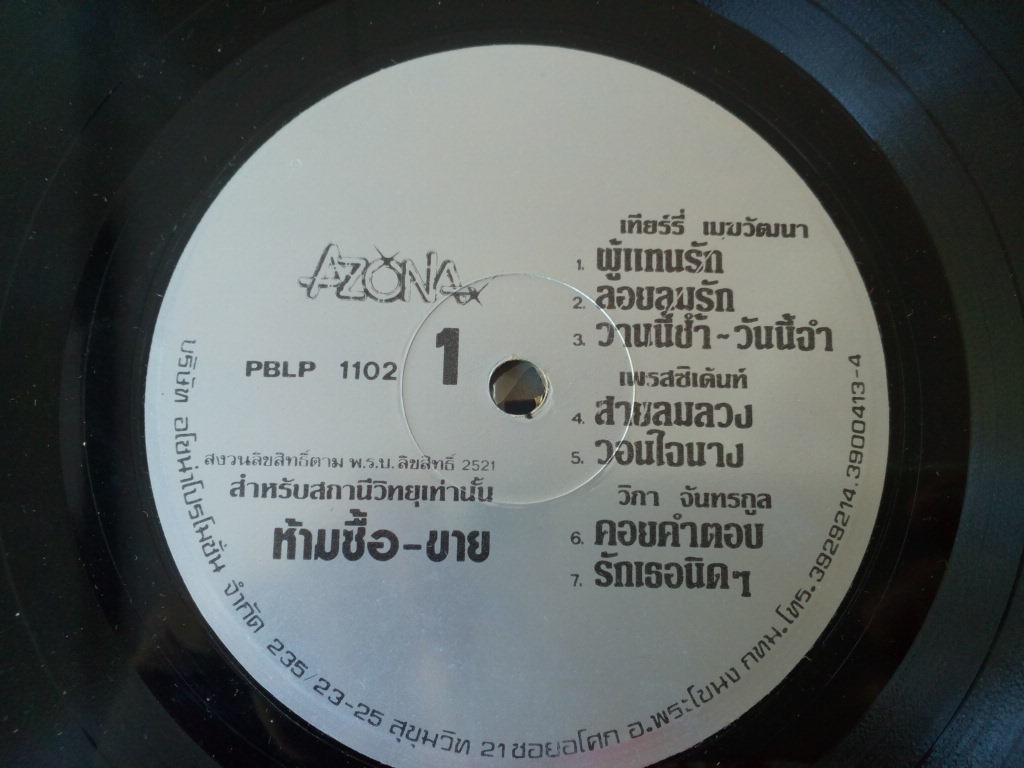 AZONA
PBLP 1102
1
สงวนลิขสิทธิ์ตาม พ.ร.บ. ลิขสิทธิ์ 2521
สำหรับสถานีวิทยุเท่านั้น
ห้ามซื้อ-ขาย
เทียร์รี่ เมฆวัฒนา
1. ผู้แทนรัก
2. ลอยลมรัก
3. วานนี้ช้ำ - วันนี้จำ
เพรสซิเด้นท์
4. สายลมลวง
5. วอนใจนาง
วิภา จันทรกูล
6. คอยคำตอบ
7. รักเธอนิดๆ
บริษัท อโซน่าโปรโมชั่น จำกัด 235/23-25 สุขุมวิท 21 ซอยอโศก อ.พระโขนง กทม. โทร. 3929214. 3900413-4